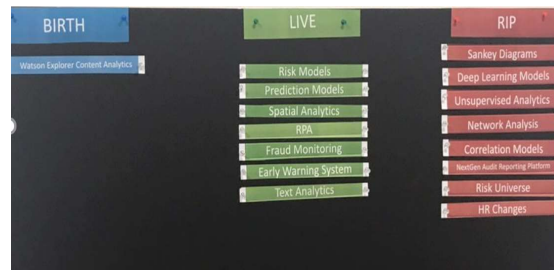 BIRTH
Watson Explorer Content Analytics
LIVE
Risk Models
Prediction Models
Spatial Analytics
RPA
Fraud Monitoring
Early Warning System
Text Analytics
RIP
Sankey Diagrams
Deep Learning Models
Unsupervised Analytics
Network Analysis
Correlation Models
NextGen Audit Reporting Platform
Risk Universe
HR Changes